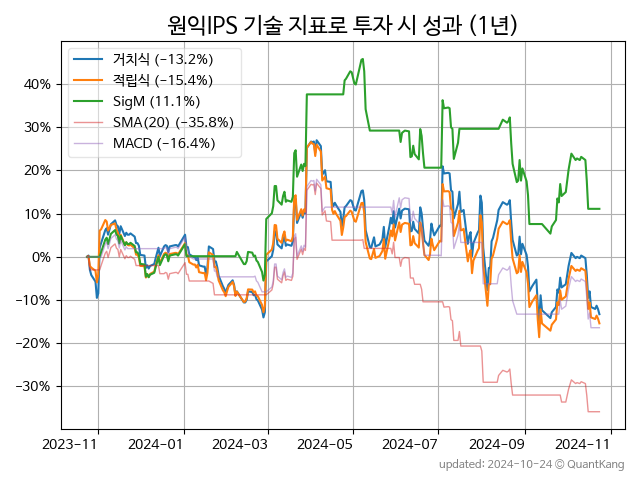 원익IPS 기술 지표로 투자 시 성과 (1년)
거치식 (−13.2%)
적립식 (−15.4%)
SigM (11.1%)
SMA(20) (−35.8%)
MACD (−16.4%)
40%
30%
20%
10%
0%
−10%
−20%
−30%
2023−11 2024−01 2024−03 2024−05 2024−07 2024−09 2024−11
updated: 2024−10−24 © QuantKang